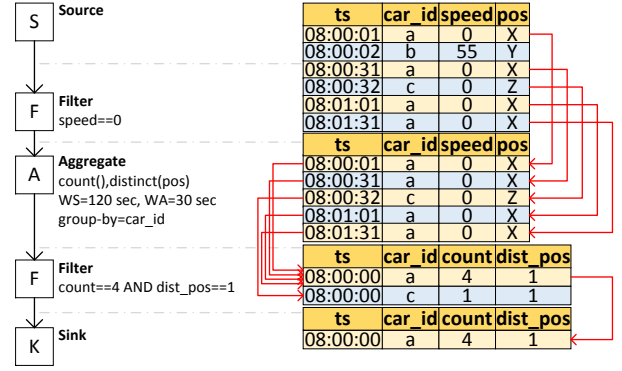 S
Source
F
Filter
speed==0
A
Aggregate
count(),distinct(pos)
WS=120 sec, WA=30 sec
group-by=car_id
F
Filter
count==4 AND dist_pos==1
K
Sink
ts car_id speed pos
08:00:01 a 0 X
08:00:02 b 55 Y
08:00:31 a 0 X
08:00:32 c 0 Z
08:01:01 a 0 X
08:01:31 a 0 X
ts car_id speed pos
08:00:01 a 0 X
08:00:31 a 0 X
08:00:32 c 0 Z
08:01:01 a 0 X
08:01:31 a 0 X
ts car_id count dist_pos
08:00:00 a 4 1
08:00:00 c 1 1
ts car_id count dist_pos
08:00:00 a 4 1